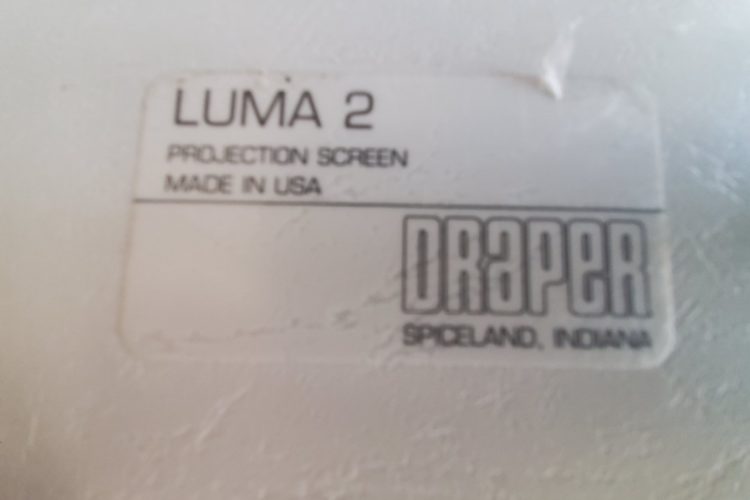 LUMA 2
PROJECTION SCREEN
MADE IN USA
DRAPER
SPICELAND, INDIANA